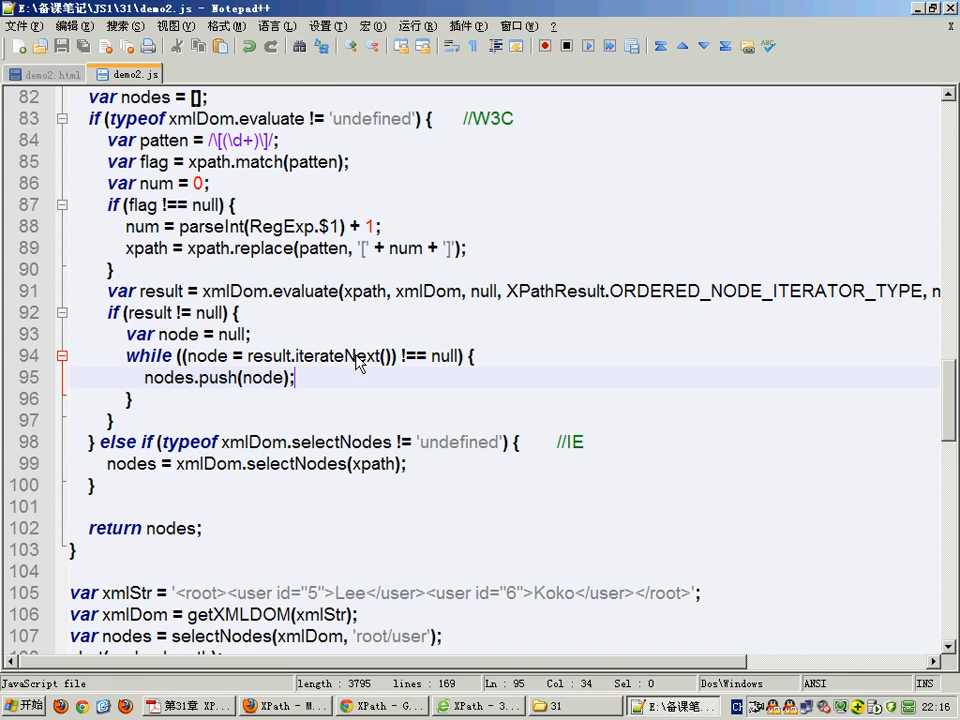 E:\备课笔记\JS1\31\demo2.js - Notepad++
文件(F) 编辑(E) 搜索(S) 视图(V) 格式(M) 语言(L) 设置(T) 宏(O) 运行(R) 插件(P) 窗口(W) ? X
demo2.html demo2.js
82 var nodes = [];
83 if (typeof xmlDom.evaluate != 'undefined') { //W3C
84 var patten = /\[(\d+)\]/;
85 var flag = xpath.match(patten);
86 var num = 0;
87 if (flag !== null) {
88 num = parseInt(RegExp.$1) + 1;
89 xpath = xpath.replace(patten, '[' + num + ']');
90 }
91 var result = xmlDom.evaluate(xpath, xmlDom, null, XPathResult.ORDERED_NODE_ITERATOR_TYPE, n
92 if (result != null) {
93 var node = null;
94 while ((node = result.iterateNext()) !== null) {
95 nodes.push(node);
96 }
97 }
98 } else if (typeof xmlDom.selectNodes != 'undefined') { //IE
99 nodes = xmlDom.selectNodes(xpath);
100 }
101
102 return nodes;
103 }
104
105 var xmlStr = '<root><user id="5">Lee</user><user id="6">Koko</user></root>';
106 var xmlDom = getXMLDOM(xmlStr);
107 var nodes = selectNodes(xmlDom, 'root/user');
JavaScript file length : 3795 lines : 169 Ln : 95 Col : 34 Sel : 0 Dos\Windows ANSI INS
开始 第31章 XP... XPath - M... XPath - G... XPath - 3... 31 E:\备课笔... CH 22:16